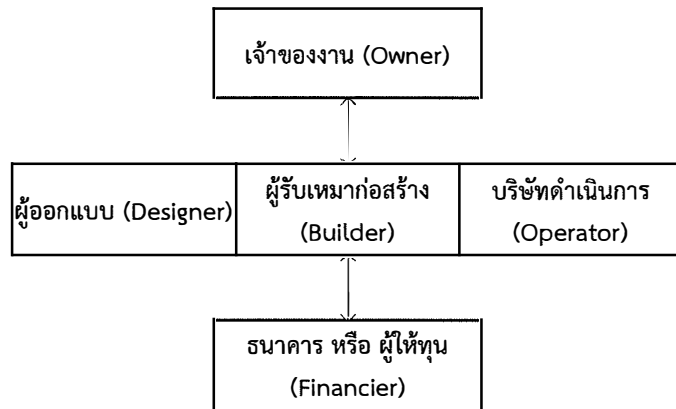 เจ้าของงาน (Owner)
ผู้ออกแบบ (Designer)
ผู้รับเหมาก่อสร้าง
(Builder)
บริษัทดำเนินการ
(Operator)
ธนาคาร หรือ ผู้ให้ทุน
(Financier)